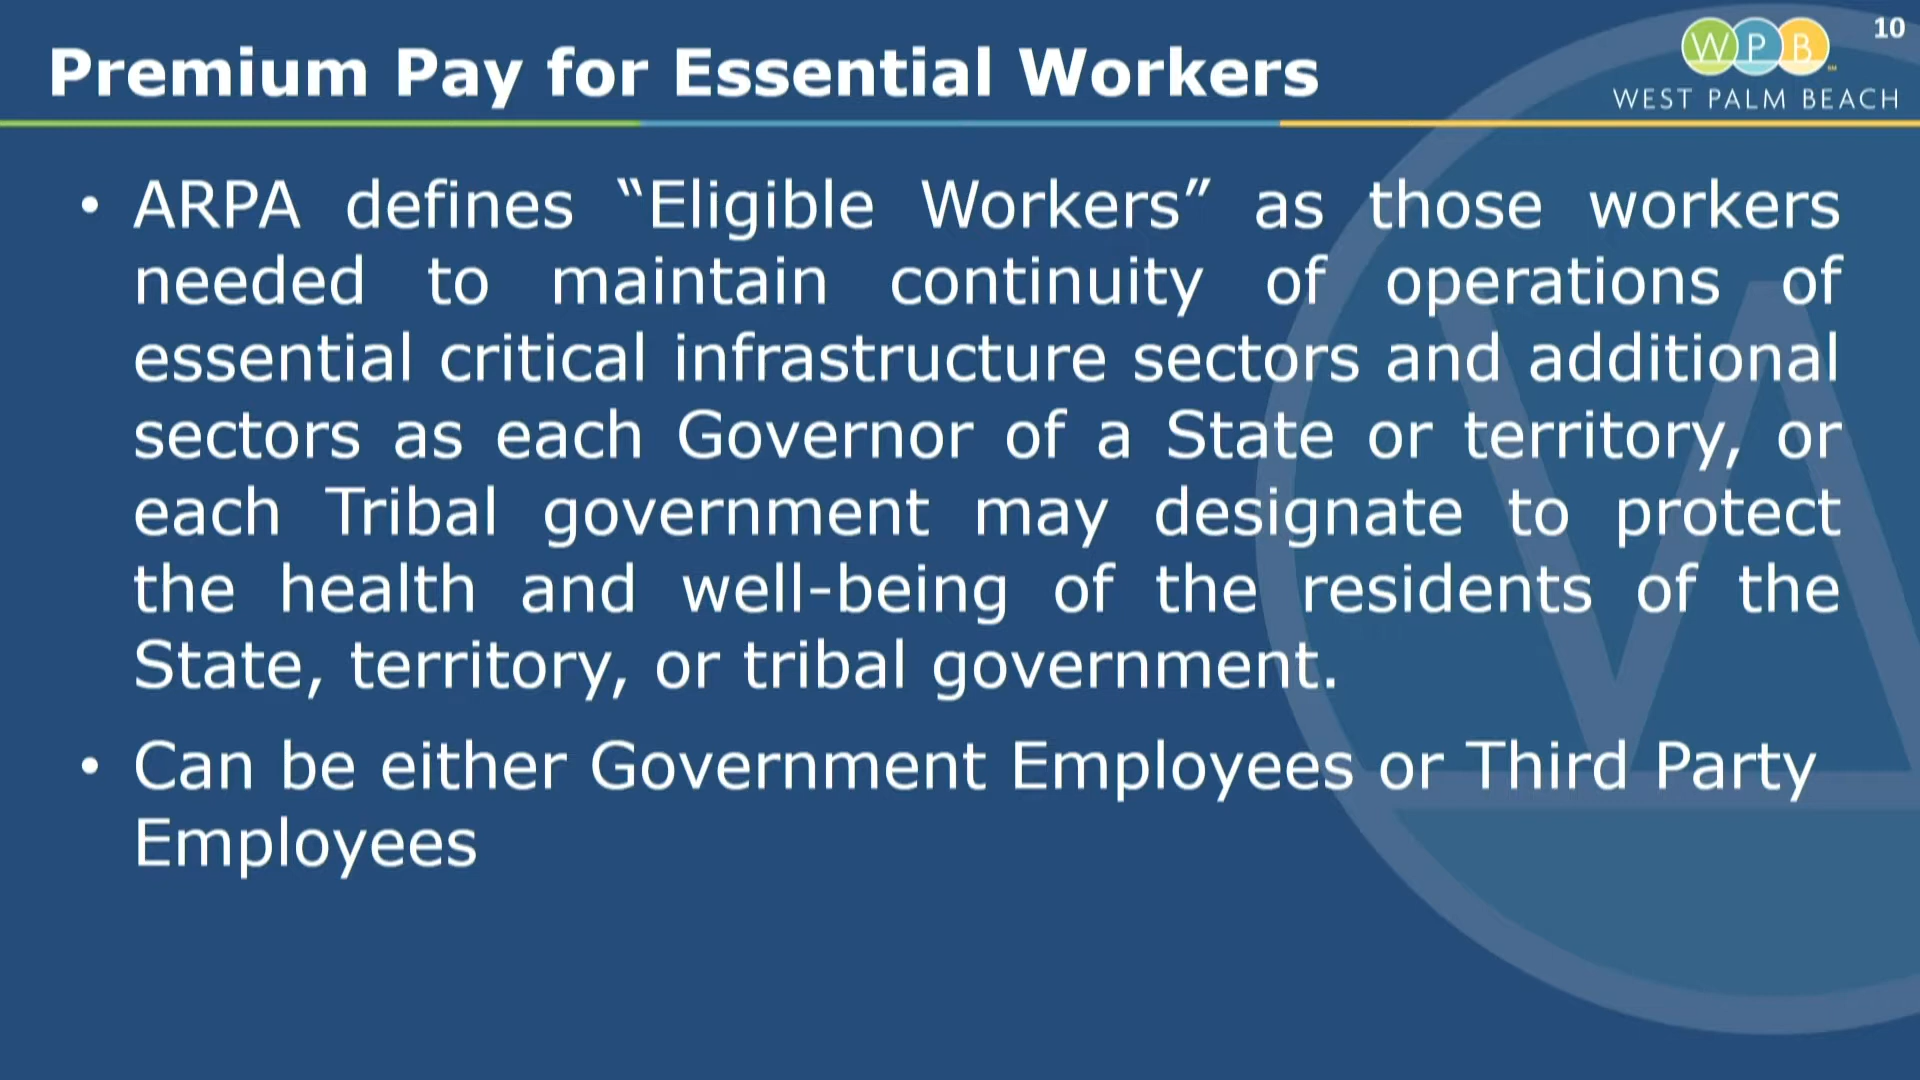 10
Premium Pay for Essential Workers
W P B
WEST PALM BEACH
• ARPA defines “Eligible Workers” as those workers
needed to maintain continuity of operations of
essential critical infrastructure sectors and additional
sectors as each Governor of a State or territory, or
each Tribal government may designate to protect
the health and well-being of the residents of the
State, territory, or tribal government.
• Can be either Government Employees or Third Party
Employees